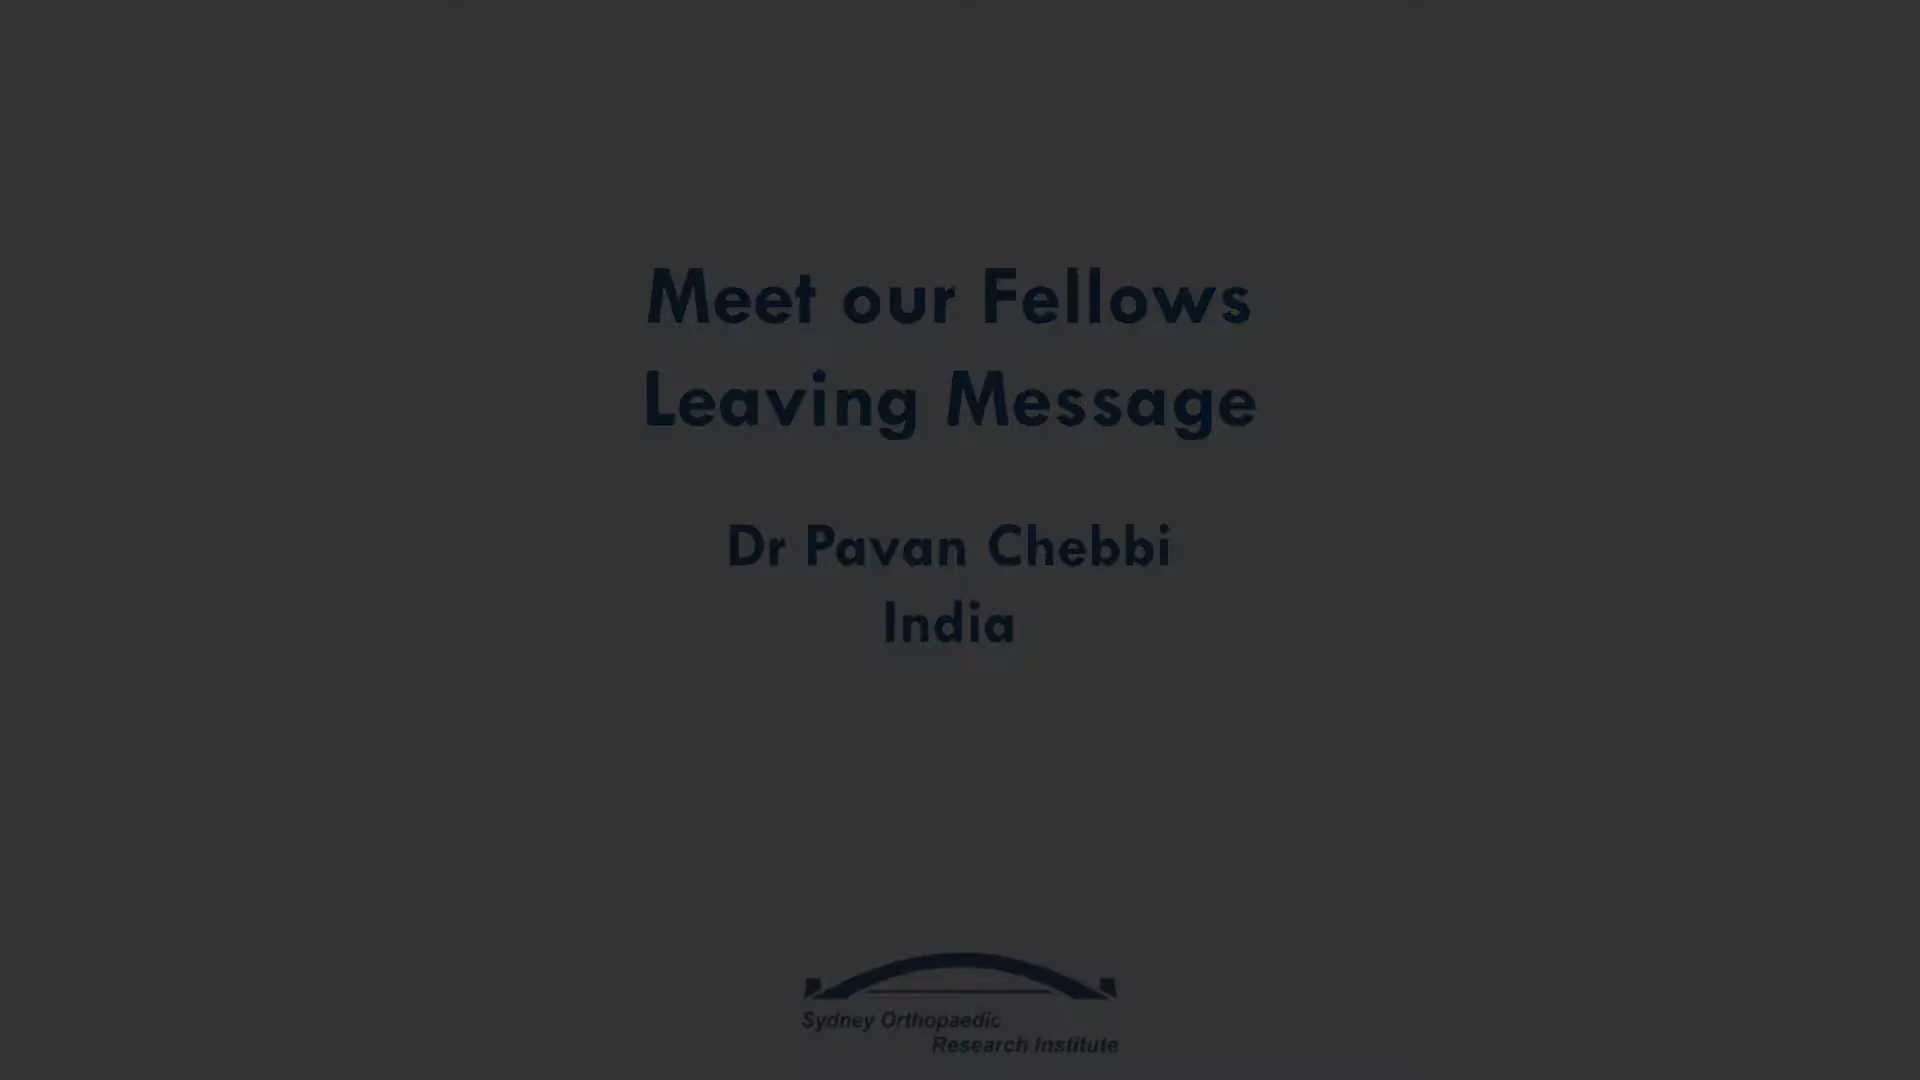 Meet our Fellows
Leaving Message
Dr Pavan Chebbi
India
Sydney Orthopaedic
Research Institute